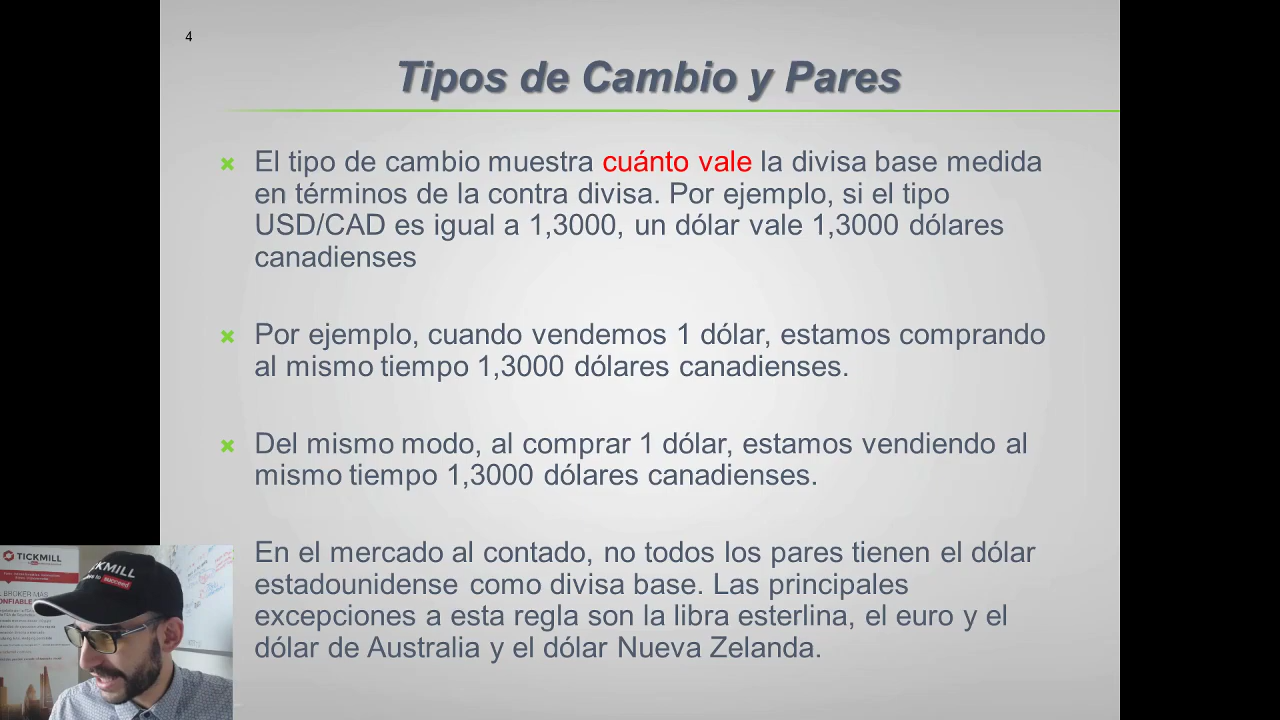 4
Tipos de Cambio y Pares
El tipo de cambio muestra cuánto vale la divisa base medida
en términos de la contra divisa. Por ejemplo, si el tipo
USD/CAD es igual a 1,3000, un dólar vale 1,3000 dólares
canadienses
Por ejemplo, cuando vendemos 1 dólar, estamos comprando
al mismo tiempo 1,3000 dólares canadienses.
Del mismo modo, al comprar 1 dólar, estamos vendiendo al
mismo tiempo 1,3000 dólares canadienses.
En el mercado al contado, no todos los pares tienen el dólar
estadounidense como divisa base. Las principales
excepciones a esta regla son la libra esterlina, el euro y el
dólar de Australia y el dólar Nueva Zelanda.
TICKMILL
BROKER MÁS
CKMILL
succeed